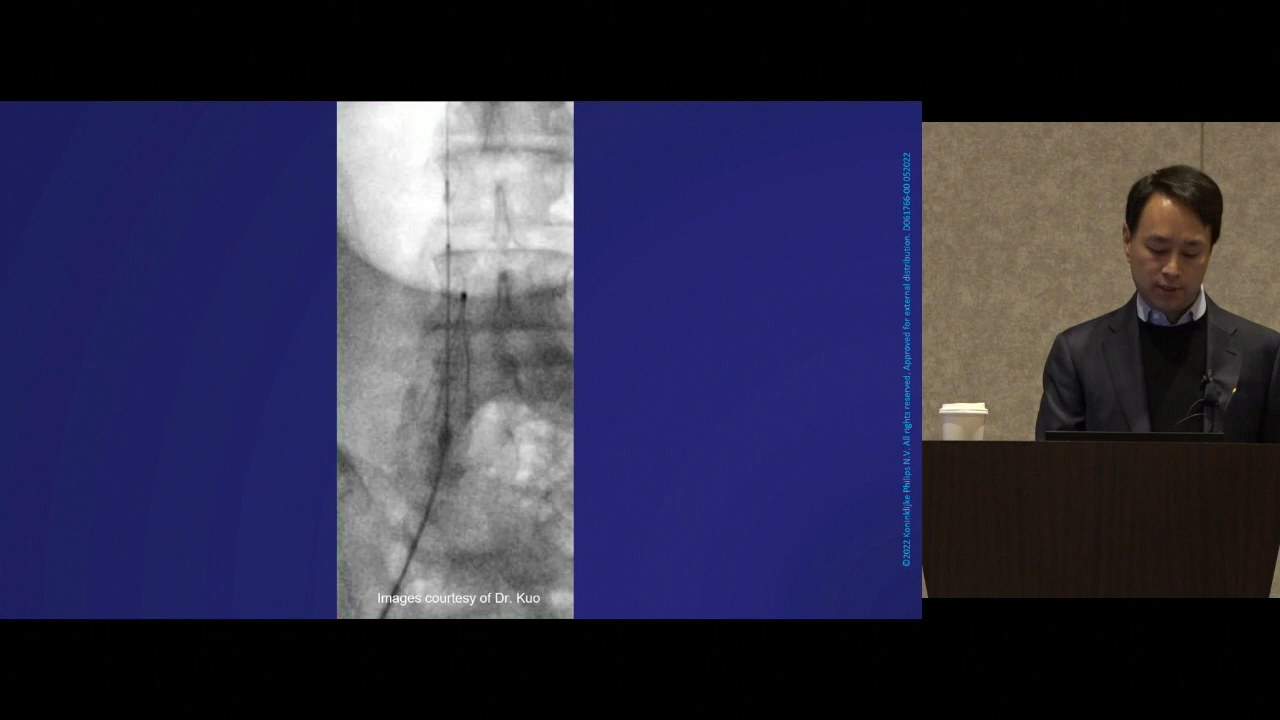 Images courtesy of Dr. Kuo
©2022 Koninklijke Philips N.V. All rights reserved. Approved for external distribution. D061766-00 052022